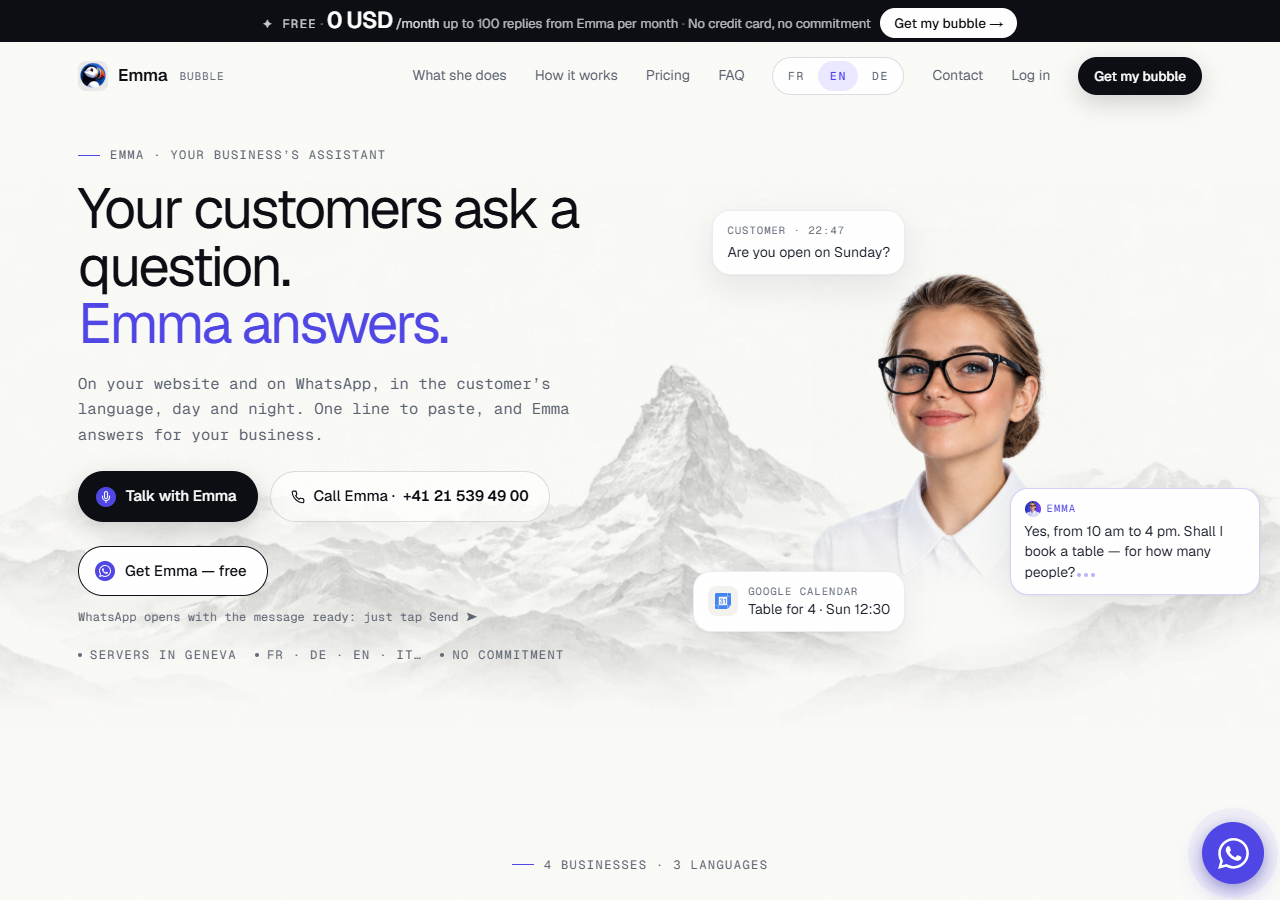 ✦ FREE · 0 USD /month up to 100 replies from Emma per month · No credit card, no commitment Get my bubble →
Emma BUBBLE What she does How it works Pricing FAQ FR EN DE Contact Log in Get my bubble
EMMA · YOUR BUSINESS’S ASSISTANT
Your customers ask a
question.
Emma answers.
On your website and on WhatsApp, in the customer’s
language, day and night. One line to paste, and Emma
answers for your business.
Talk with Emma
Call Emma · +41 21 539 49 00
Get Emma — free
WhatsApp opens with the message ready: just tap Send ➤
• SERVERS IN GENEVA • FR · DE · EN · IT… • NO COMMITMENT
CUSTOMER · 22:47
Are you open on Sunday?
EMMA
Yes, from 10 am to 4 pm. Shall I
book a table — for how many
people?
31
GOOGLE CALENDAR
Table for 4 · Sun 12:30
4 BUSINESSES · 3 LANGUAGES